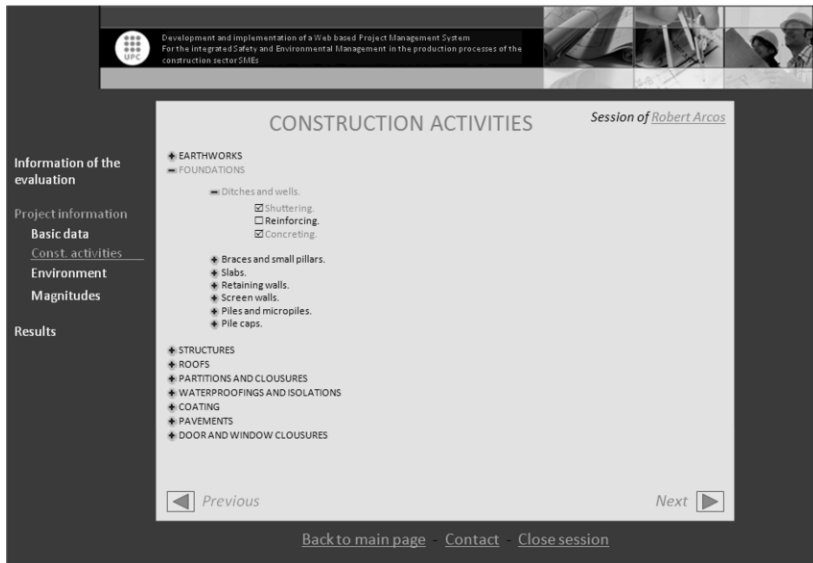 UPC
Development and implementation of a Web based Project Management System
For the integrated Safety and Environmental Management in the production processes of the
construction sector SMEs
CONSTRUCTION ACTIVITIES
Session of Robert Arcos
Information of the
evaluation
Project information
Basic data
Const. activities
Environment
Magnitudes
Results
EARTHWORKS
FOUNDATIONS
Ditches and wells.
Shuttering.
Reinforcing.
Concreting.
Braces and small pillars.
Slabs.
Retaining walls.
Screen walls.
Piles and micropiles.
Pile caps.
STRUCTURES
ROOFS
PARTITIONS AND CLOUSURES
WATERPROOFINGS AND ISOLATIONS
COATING
PAVEMENTS
DOOR AND WINDOW CLOUSURES
Previous
Next
Back to main page - Contact - Close session